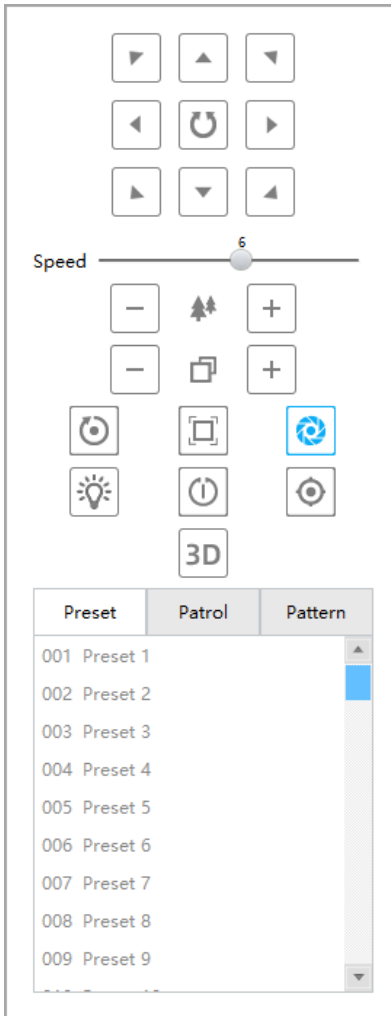 6
Speed
3D
Preset Patrol Pattern
001 Preset 1
002 Preset 2
003 Preset 3
004 Preset 4
005 Preset 5
006 Preset 6
007 Preset 7
008 Preset 8
009 Preset 9